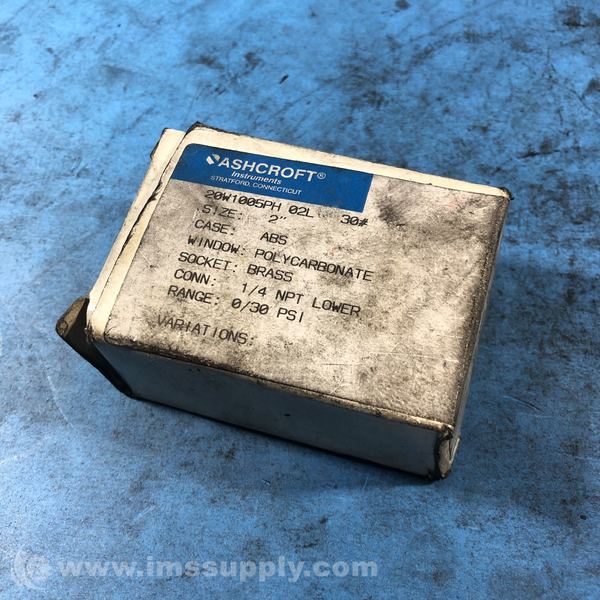 ASHCROFT®
Instruments
STRATFORD, CONNECTICUT
20W1005PH 02L 30#
SIZE: 2"
CASE: ABS
WINDOW: POLYCARBONATE
SOCKET: BRASS
CONN: 1/4 NPT LOWER
RANGE: 0/30 PSI
VARIATIONS:
www.imssupply.com